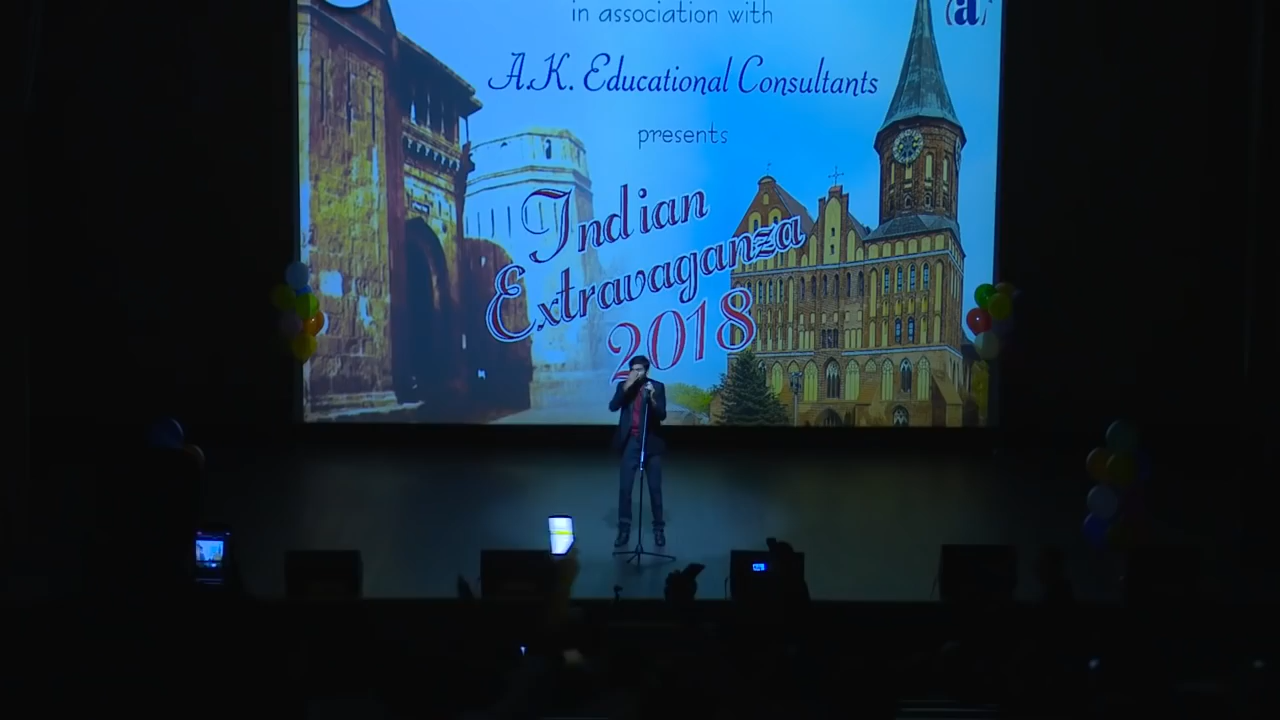 in association with
(a)
A.K. Educational Consultants
presents
Indian
Extravaganza
2018